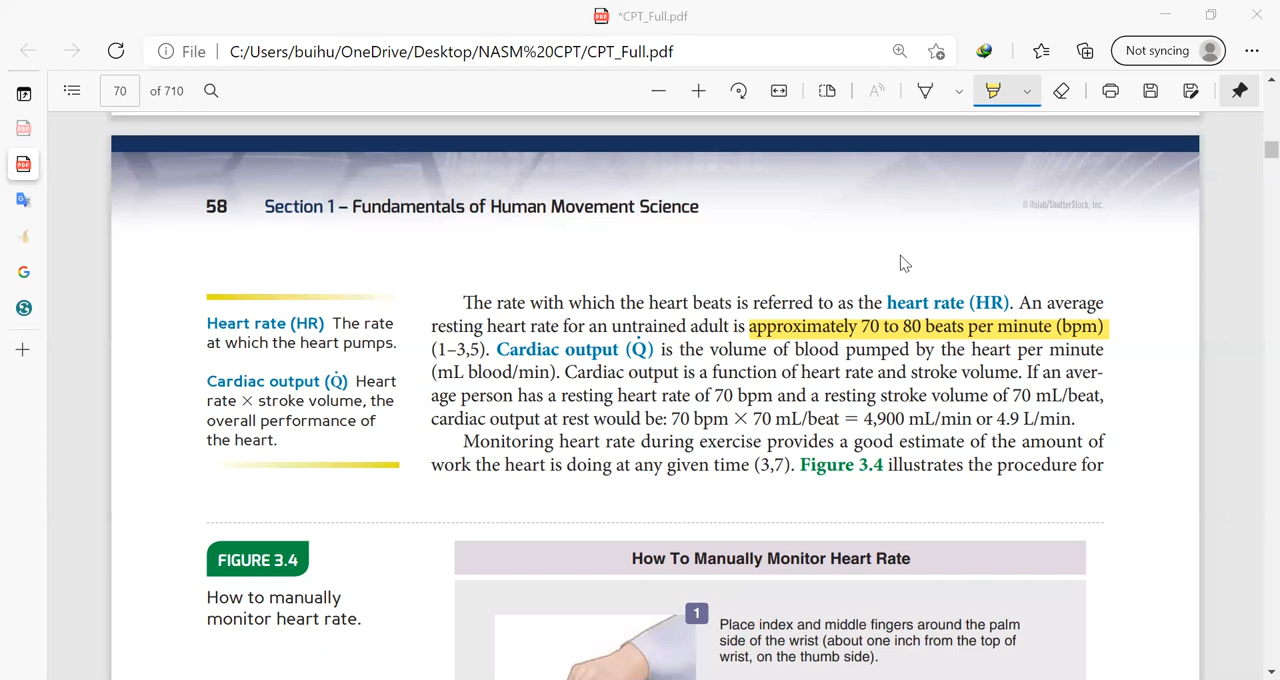 *CPT_Full.pdf
File
C:/Users/buihu/OneDrive/Desktop/NASM%20CPT/CPT_Full.pdf
Not syncing
70 of 710
58 Section 1 – Fundamentals of Human Movement Science
© ifolab/ShutterStock, Inc.
Heart rate (HR) The rate
at which the heart pumps.
Cardiac output (Q̇) Heart
rate × stroke volume, the
overall performance of
the heart.
The rate with which the heart beats is referred to as the heart rate (HR). An average
resting heart rate for an untrained adult is approximately 70 to 80 beats per minute (bpm)
(1–3,5). Cardiac output (Q̇) is the volume of blood pumped by the heart per minute
(mL blood/min). Cardiac output is a function of heart rate and stroke volume. If an aver-
age person has a resting heart rate of 70 bpm and a resting stroke volume of 70 mL/beat,
cardiac output at rest would be: 70 bpm × 70 mL/beat = 4,900 mL/min or 4.9 L/min.
Monitoring heart rate during exercise provides a good estimate of the amount of
work the heart is doing at any given time (3,7). Figure 3.4 illustrates the procedure for
FIGURE 3.4
How to manually
monitor heart rate.
How To Manually Monitor Heart Rate
1
Place index and middle fingers around the palm
side of the wrist (about one inch from the top of
wrist, on the thumb side).